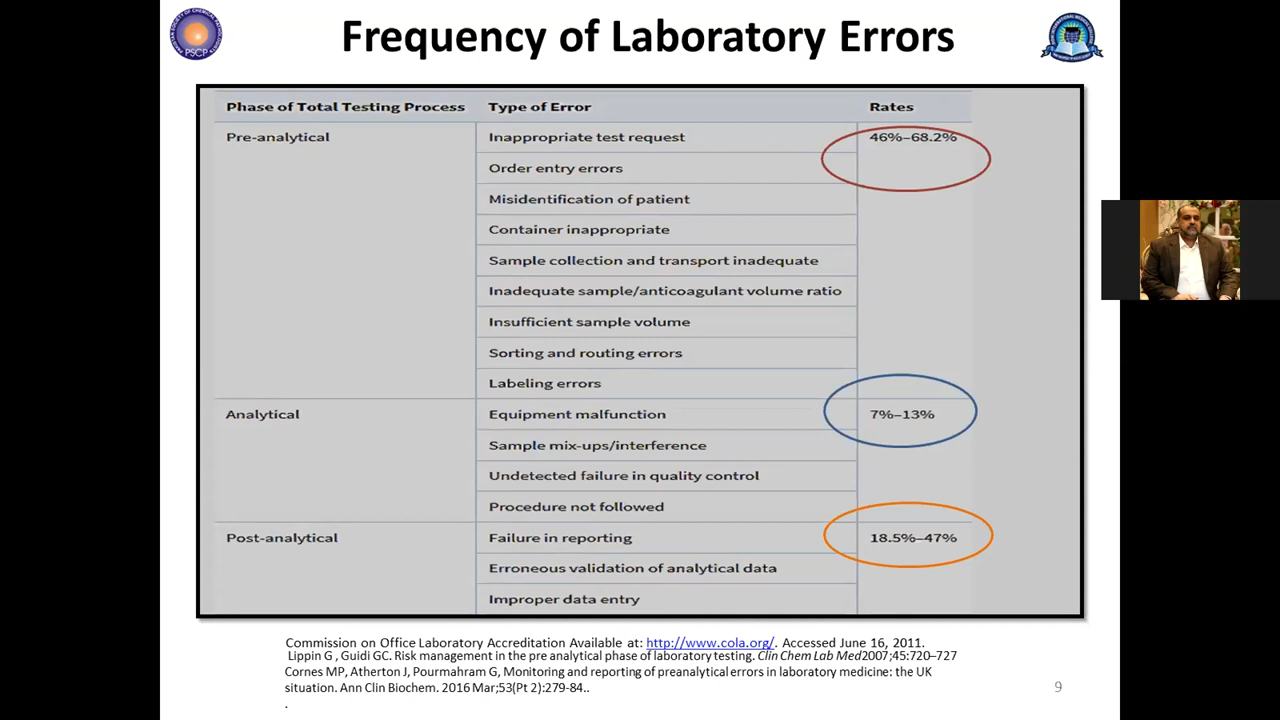 PSCP
Frequency of Laboratory Errors
Phase of Total Testing Process Type of Error Rates
Pre-analytical Inappropriate test request 46%–68.2%
Order entry errors
Misidentification of patient
Container inappropriate
Sample collection and transport inadequate
Inadequate sample/anticoagulant volume ratio
Insufficient sample volume
Sorting and routing errors
Labeling errors
Analytical Equipment malfunction 7%–13%
Sample mix-ups/interference
Undetected failure in quality control
Procedure not followed
Post-analytical Failure in reporting 18.5%–47%
Erroneous validation of analytical data
Improper data entry
Commission on Office Laboratory Accreditation Available at: http://www.cola.org/. Accessed June 16, 2011.
Lippin G , Guidi GC. Risk management in the pre analytical phase of laboratory testing. Clin Chem Lab Med2007;45:720–727
Cornes MP, Atherton J, Pourmahram G, Monitoring and reporting of preanalytical errors in laboratory medicine: the UK
situation. Ann Clin Biochem. 2016 Mar;53(Pt 2):279-84..
.
9